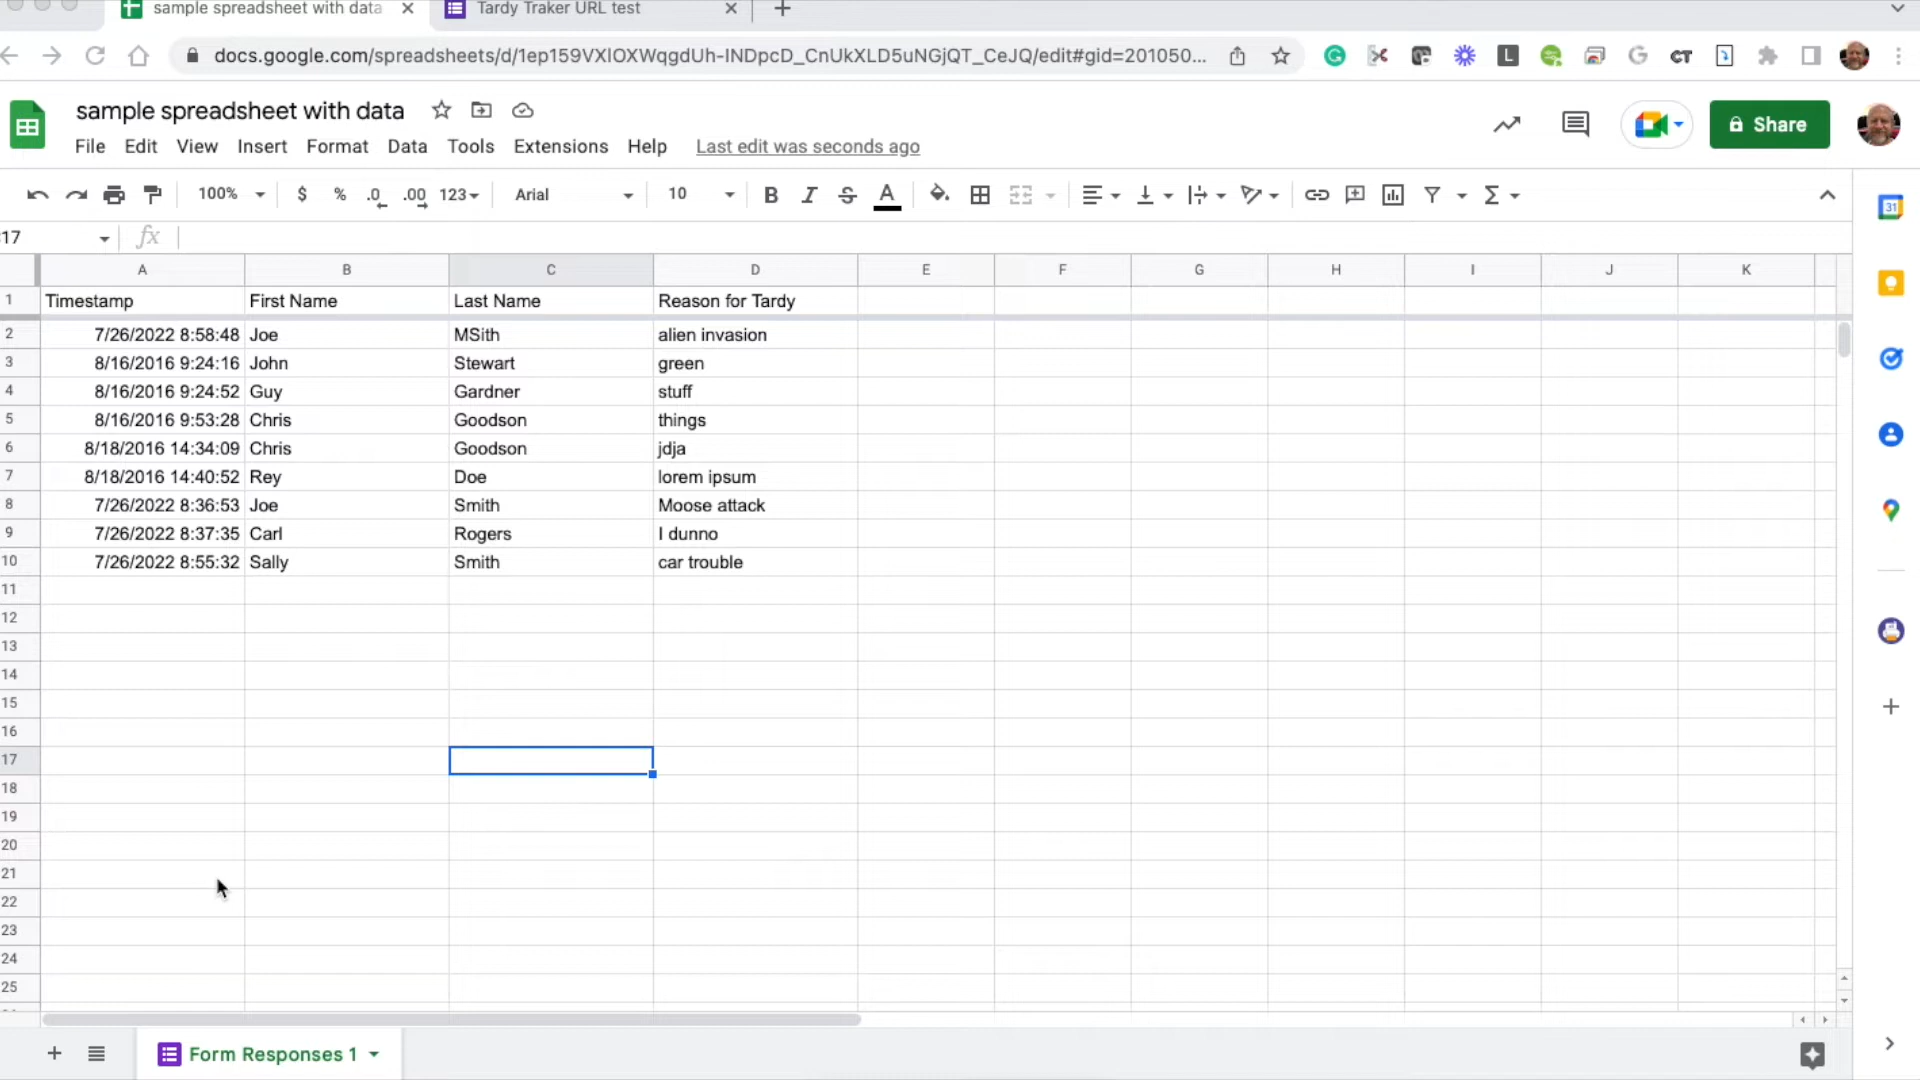 sample spreadsheet with data
Tardy Traker URL test
docs.google.com/spreadsheets/d/1ep159VXlOXWqgdUh-INDpcD_CnUkXLD5uNGjQT_CeJQ/edit#gid=201050...
sample spreadsheet with data
Share
File Edit View Insert Format Data Tools Extensions Help Last edit was seconds ago
100% $ % .0 .00 123 Arial 10 B I S A
17 fx
A B C D E F G H I J K
1 Timestamp First Name Last Name Reason for Tardy
2 7/26/2022 8:58:48 Joe MSith alien invasion
3 8/16/2016 9:24:16 John Stewart green
4 8/16/2016 9:24:52 Guy Gardner stuff
5 8/16/2016 9:53:28 Chris Goodson things
6 8/18/2016 14:34:09 Chris Goodson jdja
7 8/18/2016 14:40:52 Rey Doe lorem ipsum
8 7/26/2022 8:36:53 Joe Smith Moose attack
9 7/26/2022 8:37:35 Carl Rogers I dunno
10 7/26/2022 8:55:32 Sally Smith car trouble
11
12
13
14
15
16
17
18
19
20
21
22
23
24
25
Form Responses 1